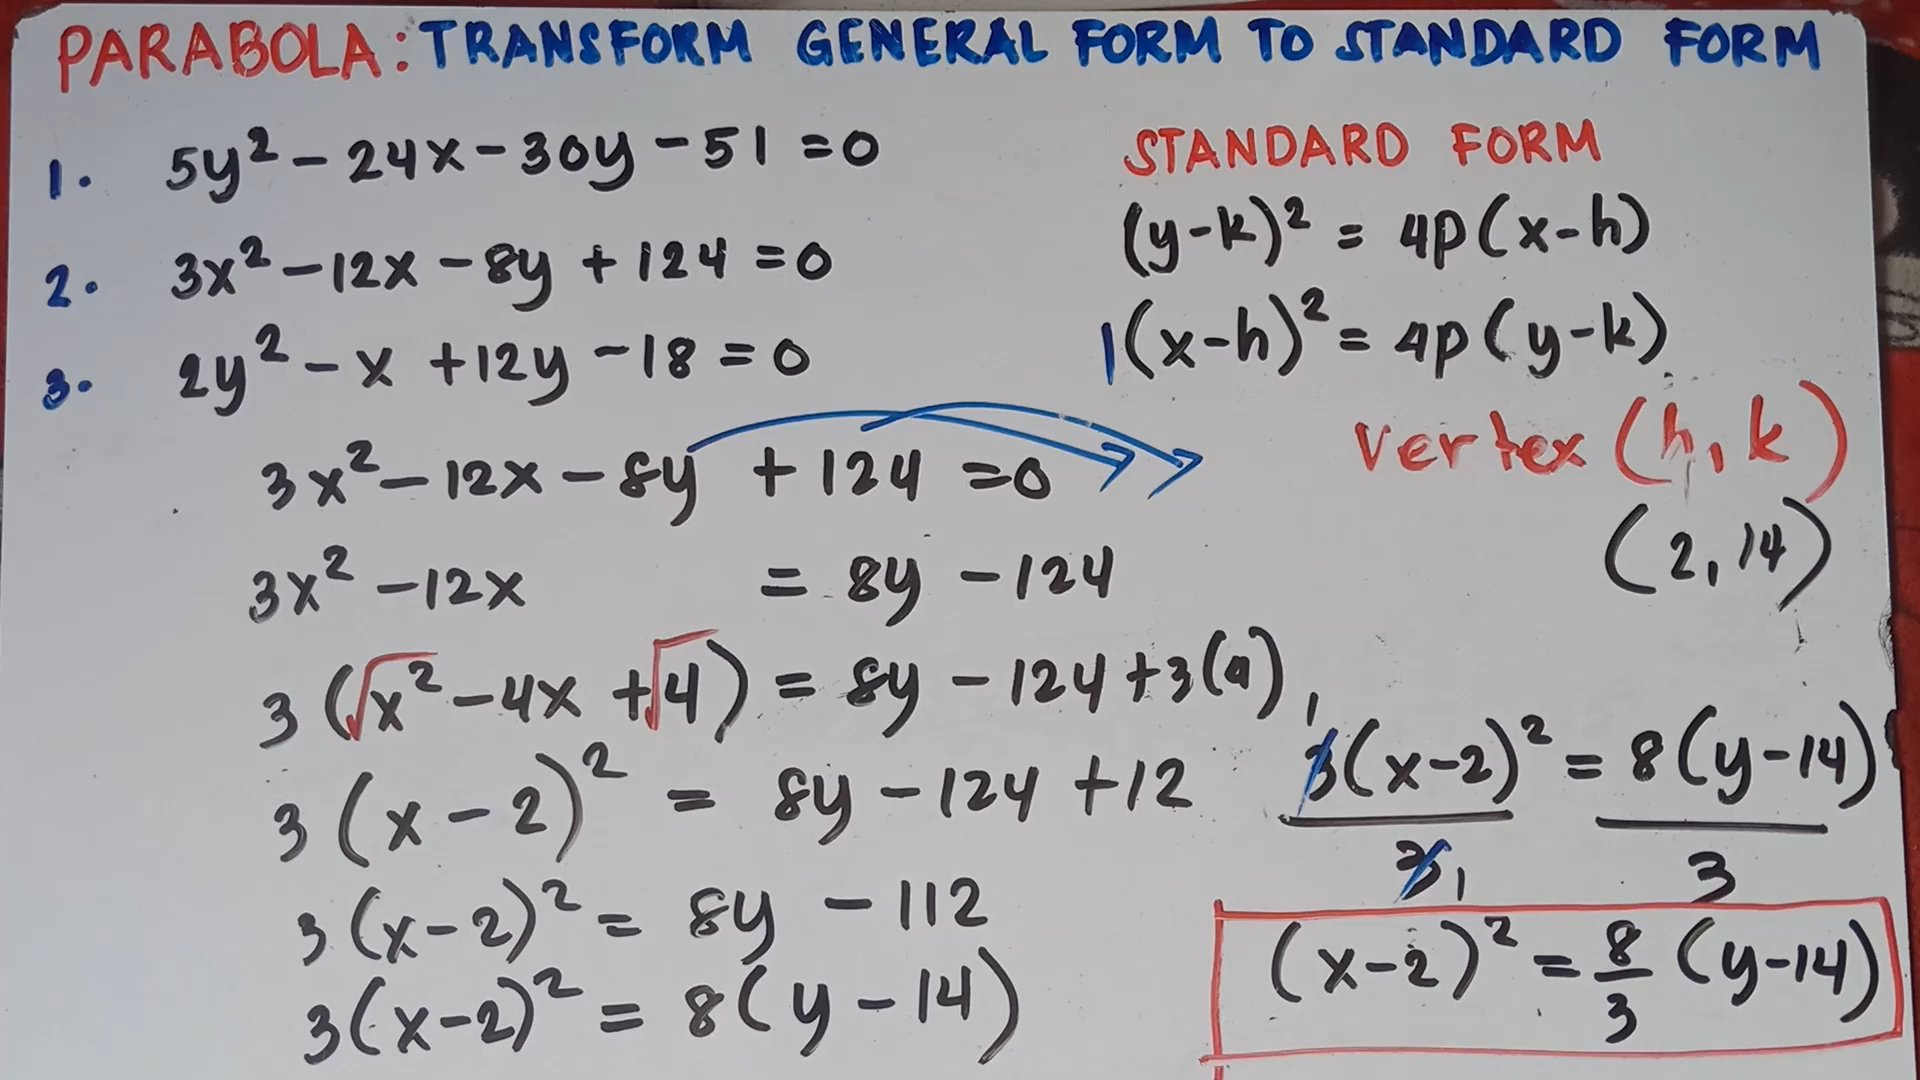 PARABOLA: TRANSFORM GENERAL FORM TO STANDARD FORM
1. 5y² - 24x - 30y - 51 = 0
2. 3x² - 12x - 8y + 124 = 0
3. 2y² - x + 12y - 18 = 0
STANDARD FORM
(y-k)² = 4p(x-h)
1(x-h)² = 4p(y-k)
vertex (h, k)
(2, 14)
3x² - 12x - 8y + 124 = 0
3x² - 12x = 8y - 124
3(√x² - 4x + √4) = 8y - 124 + 3(4)
3(x - 2)² = 8y - 124 + 12
3(x-2)² = 8y - 112
3(x-2)² = 8(y - 14)
1
3(x-2)² = 8(y-14)
3 1 3
(x-2)² = 8/3 (y-14)